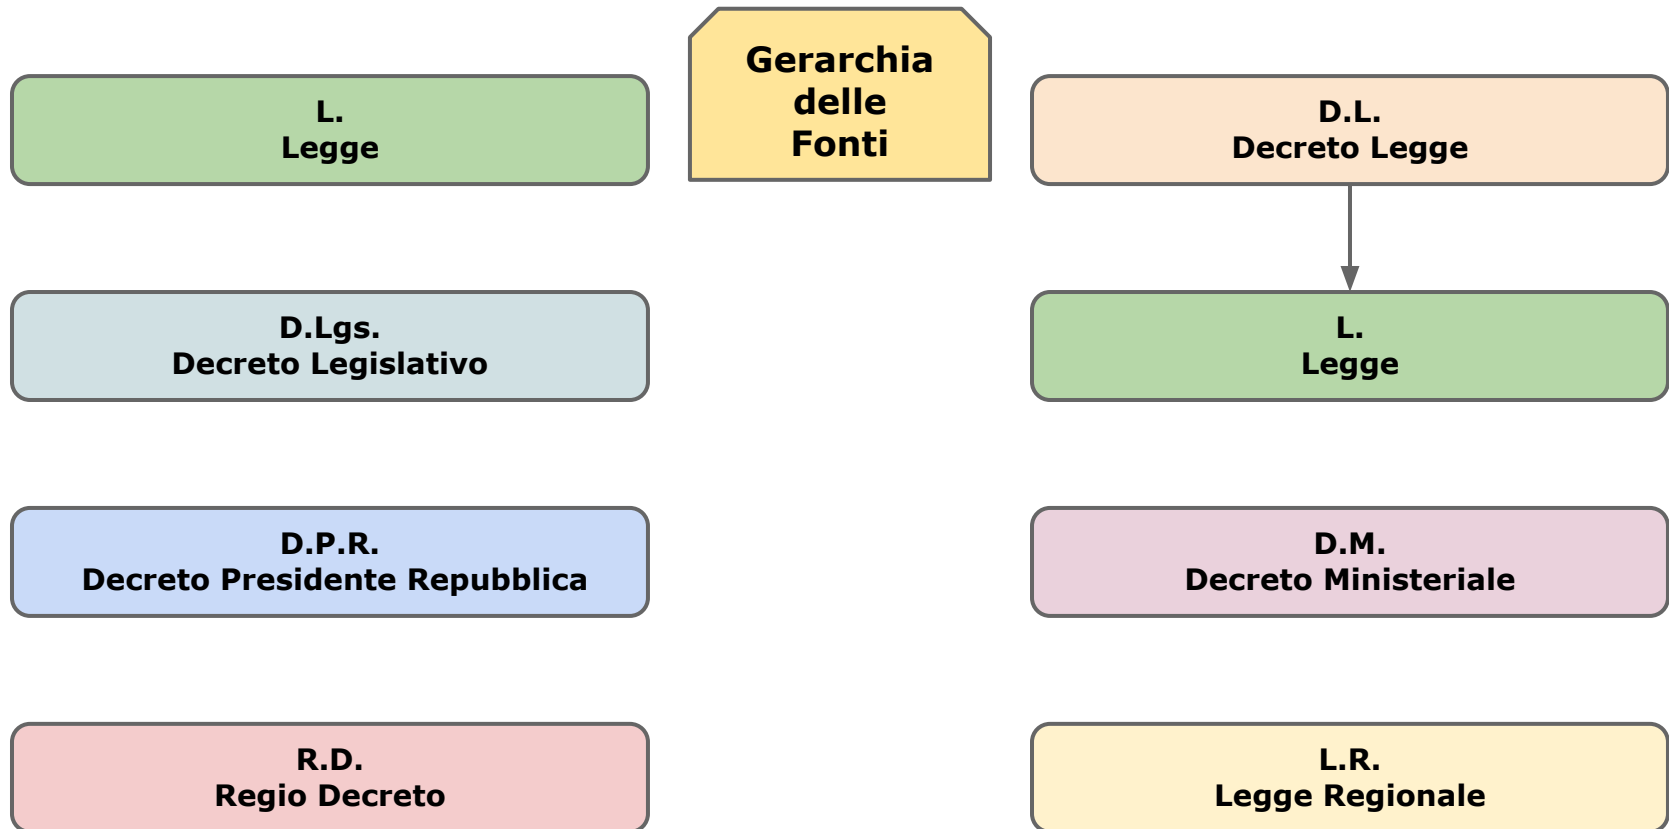 Gerarchia
delle
Fonti
L.
Legge
D.L.
Decreto Legge
D.Lgs.
Decreto Legislativo
L.
Legge
D.P.R.
Decreto Presidente Repubblica
D.M.
Decreto Ministeriale
R.D.
Regio Decreto
L.R.
Legge Regionale